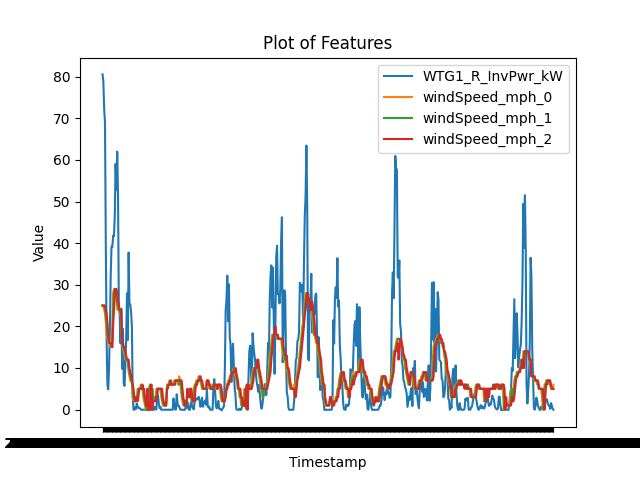 Plot of Features
WTG1_R_InvPwr_kW
windSpeed_mph_0
windSpeed_mph_1
windSpeed_mph_2
80
70
60
50
40
30
20
10
0
Value
Timestamp